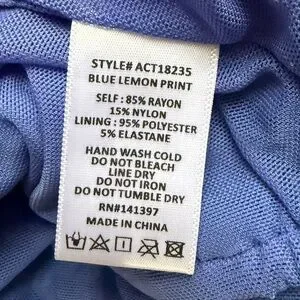 STYLE# ACT18235
BLUE LEMON PRINT
SELF : 85% RAYON
15% NYLON
LINING : 95% POLYESTER
5% ELASTANE
HAND WASH COLD
DO NOT BLEACH
LINE DRY
DO NOT IRON
DO NOT TUMBLE DRY
RN#141397
MADE IN CHINA